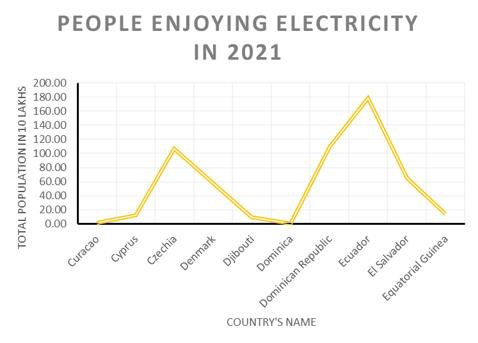 PEOPLE ENJOYING ELECTRICITY
IN 2021
TOTAL POPULATION IN 10 LAKHS
200.00
180.00
160.00
140.00
120.00
100.00
80.00
60.00
40.00
20.00
0.00
Curacao
Cyprus
Czechia
Denmark
Djibouti
Dominica
Dominican Republic
Ecuador
El Salvador
Equatorial Guinea
COUNTRY'S NAME